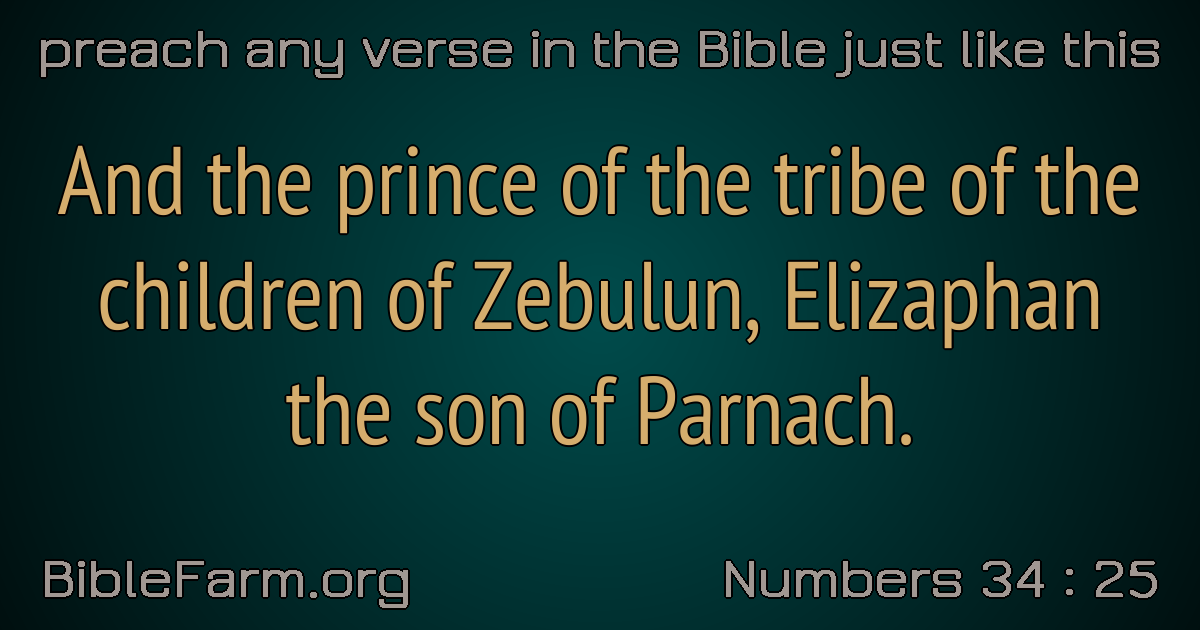 preach any verse in the Bible just like this
And the prince of the tribe of the
children of Zebulun, Elizaphan
the son of Parnach.
BibleFarm.org
Numbers 34 : 25